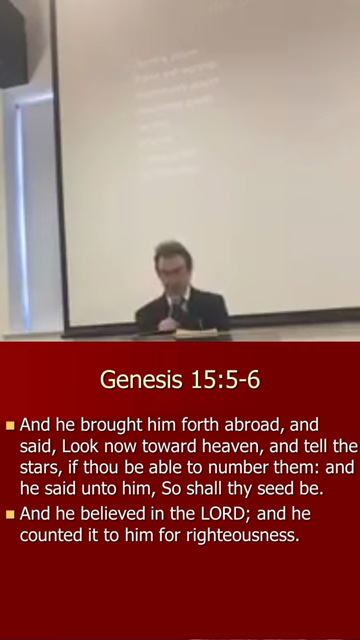 Genesis 15:5-6
And he brought him forth abroad, and
said, Look now toward heaven, and tell the
stars, if thou be able to number them: and
he said unto him, So shall thy seed be.
And he believed in the LORD; and he
counted it to him for righteousness.